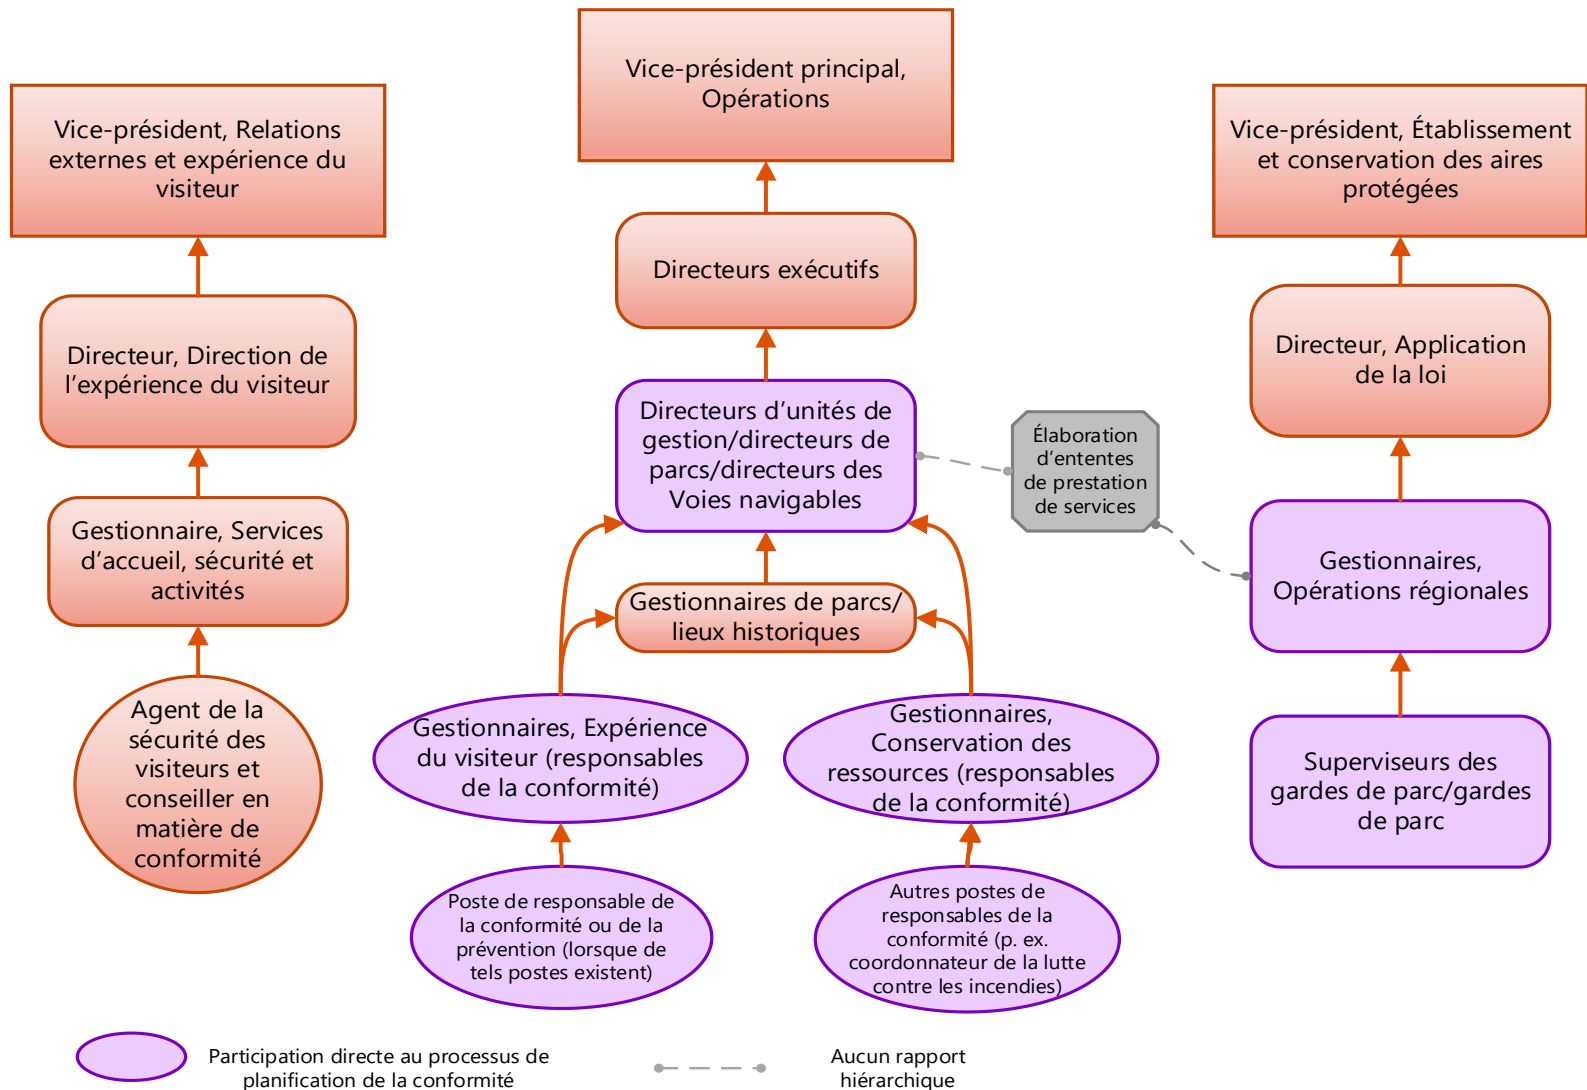 Vice-président principal,
Opérations
Vice-président, Relations
externes et expérience du
visiteur
Vice-président, Établissement
et conservation des aires
protégées
Directeurs exécutifs
Directeur, Direction de
l’expérience du visiteur
Directeur, Application
de la loi
Directeurs d’unités de
gestion/directeurs de
parcs/directeurs des
Voies navigables
Élaboration
d’ententes
de prestation
de services
Gestionnaire, Services
d’accueil, sécurité et
activités
Gestionnaires,
Opérations régionales
Gestionnaires de parcs/
lieux historiques
Agent de la
sécurité des
visiteurs et
conseiller en
matière de
conformité
Gestionnaires, Expérience
du visiteur (responsables
de la conformité)
Gestionnaires,
Conservation des
ressources (responsables
de la conformité)
Superviseurs des
gardes de parc/gardes
de parc
Poste de responsable de
la conformité ou de la
prévention (lorsque de
tels postes existent)
Autres postes de
responsables de la
conformité (p. ex.
coordonnateur de la lutte
contre les incendies)
Participation directe au processus de
planification de la conformité
Aucun rapport
hiérarchique